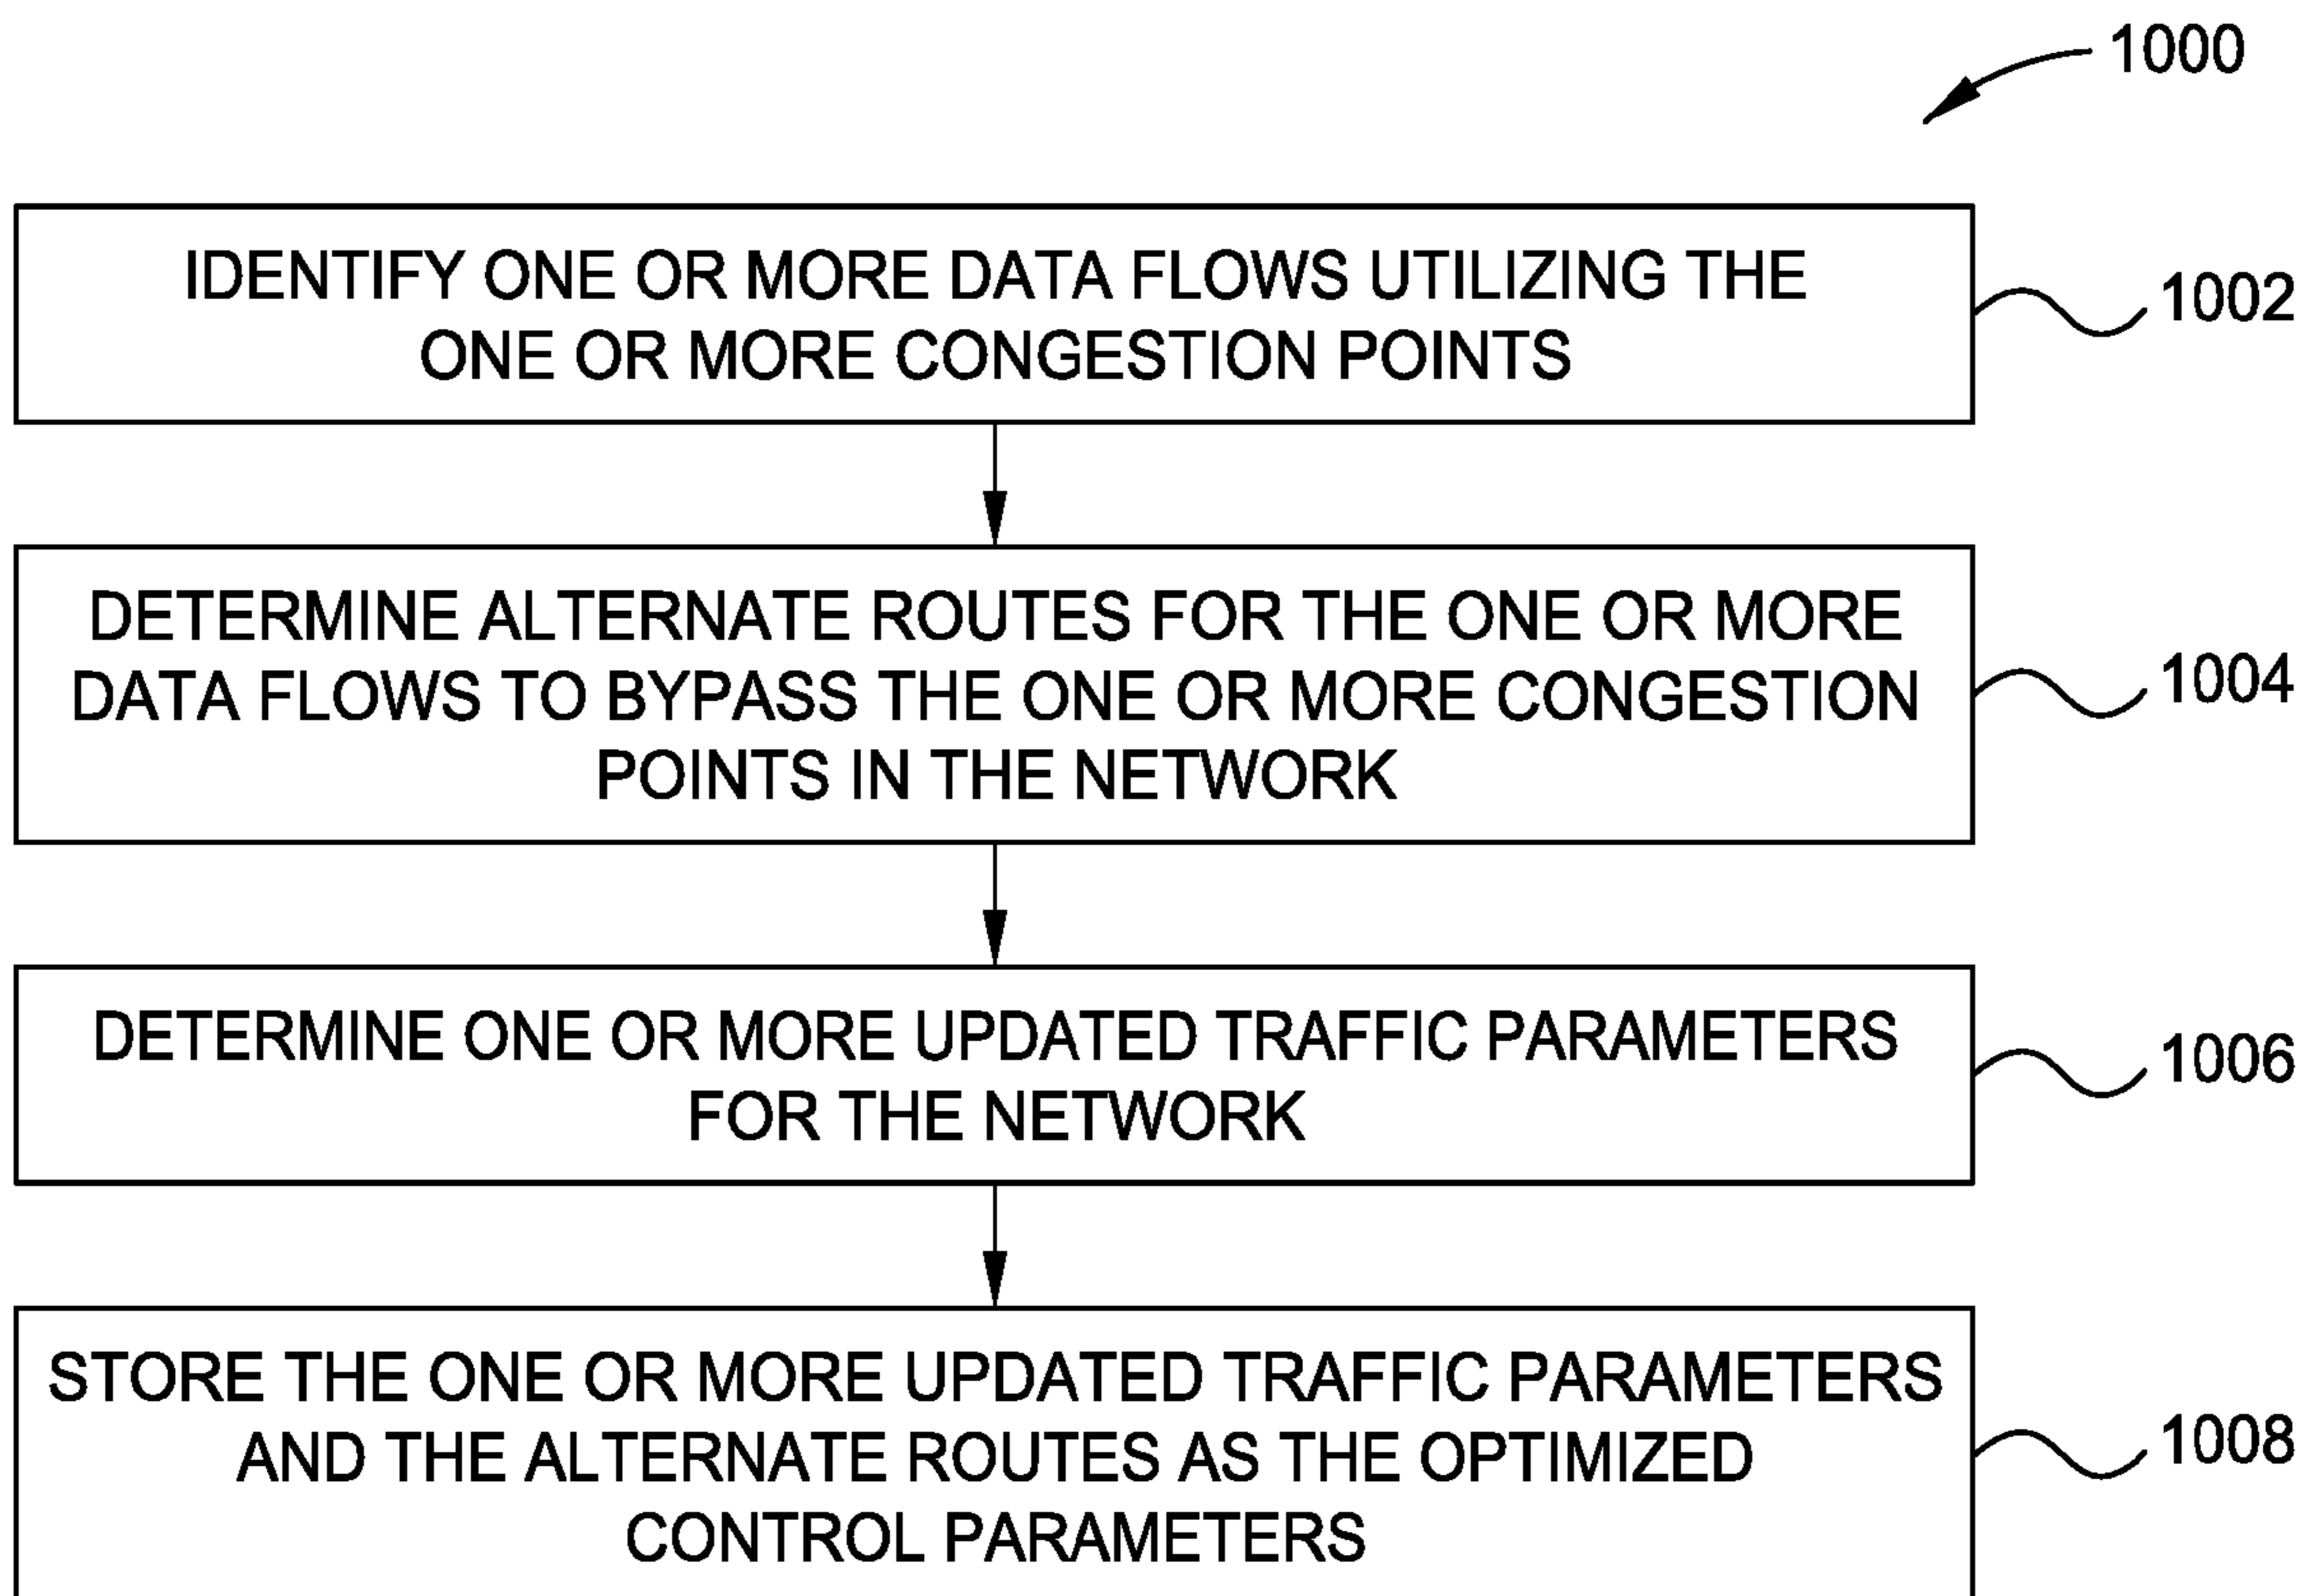 1000
IDENTIFY ONE OR MORE DATA FLOWS UTILIZING THE
ONE OR MORE CONGESTION POINTS
1002
DETERMINE ALTERNATE ROUTES FOR THE ONE OR MORE
DATA FLOWS TO BYPASS THE ONE OR MORE CONGESTION
POINTS IN THE NETWORK
1004
DETERMINE ONE OR MORE UPDATED TRAFFIC PARAMETERS
FOR THE NETWORK
1006
STORE THE ONE OR MORE UPDATED TRAFFIC PARAMETERS
AND THE ALTERNATE ROUTES AS THE OPTIMIZED
CONTROL PARAMETERS
1008